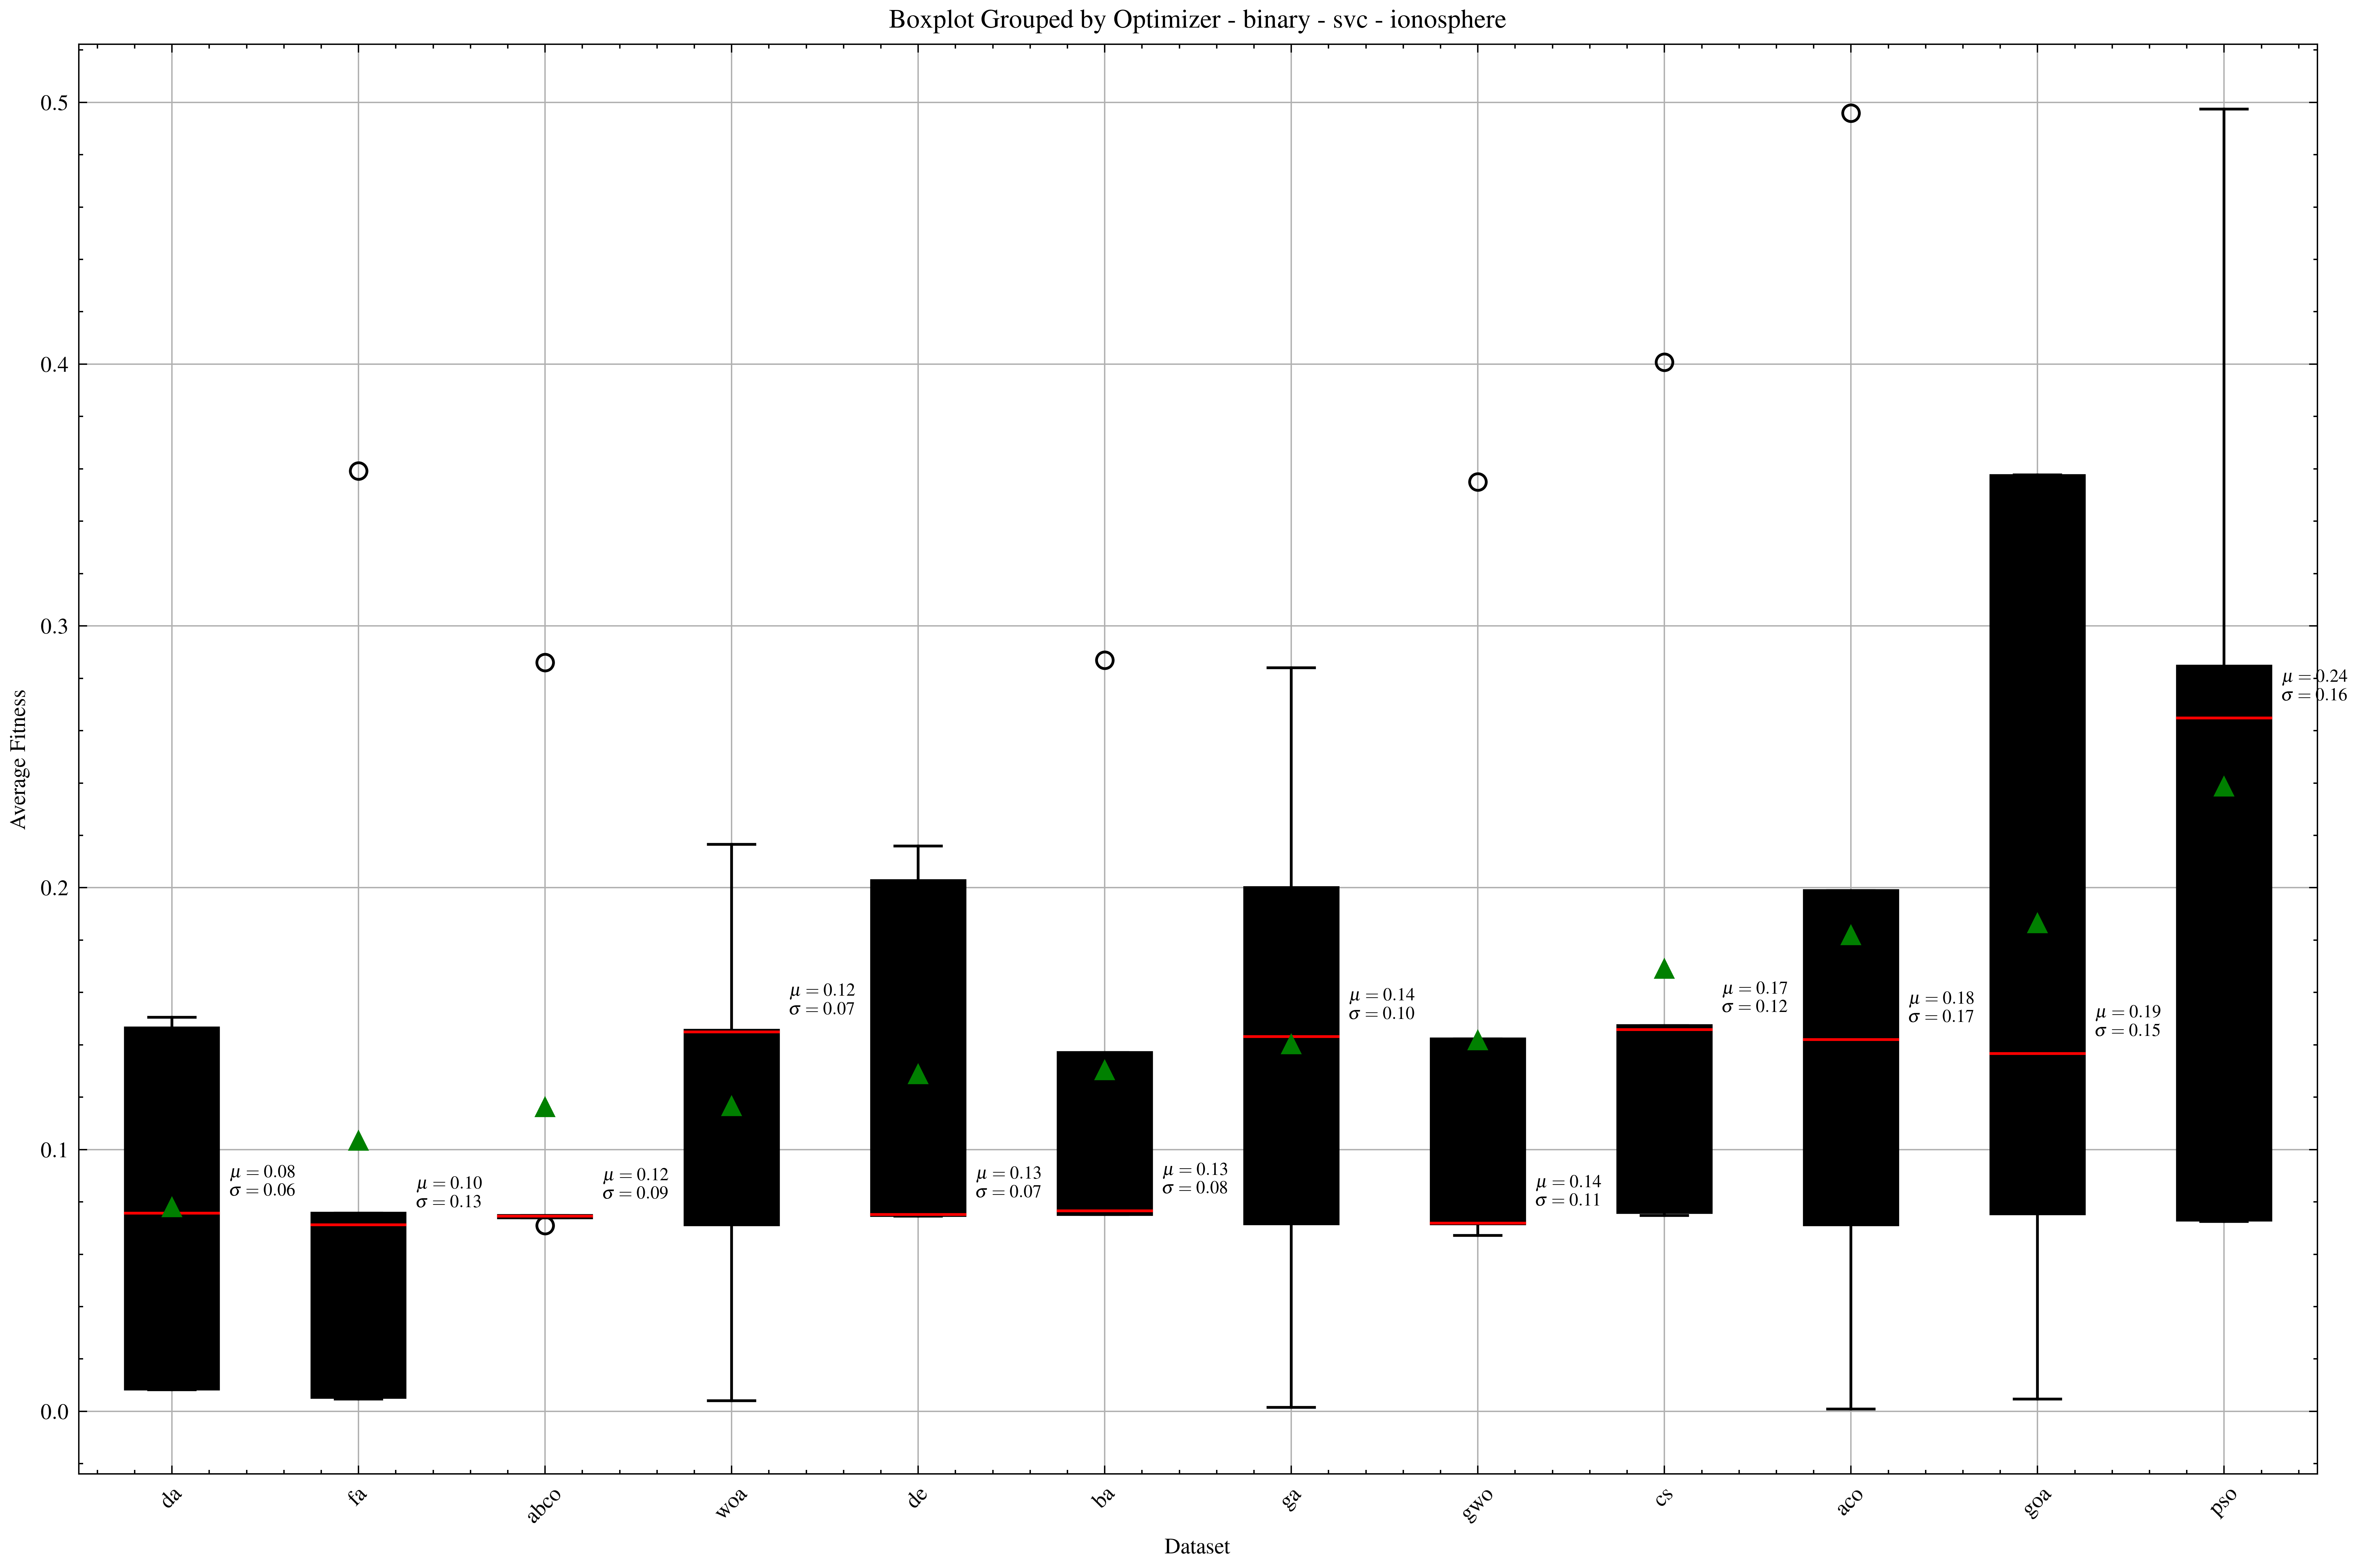 Boxplot Grouped by Optimizer - binary - svc - ionosphere
Average Fitness
0.5
0.4
0.3
0.2
0.1
0.0
μ = 0.08
σ = 0.06
μ = 0.10
σ = 0.13
μ = 0.12
σ = 0.09
μ = 0.12
σ = 0.07
μ = 0.13
σ = 0.07
μ = 0.13
σ = 0.08
μ = 0.14
σ = 0.10
μ = 0.14
σ = 0.11
μ = 0.17
σ = 0.12
μ = 0.18
σ = 0.17
μ = 0.19
σ = 0.15
μ = 0.24
σ = 0.16
da
fa
abco
woa
de
ba
ga
gwo
cs
aco
goa
pso
Dataset